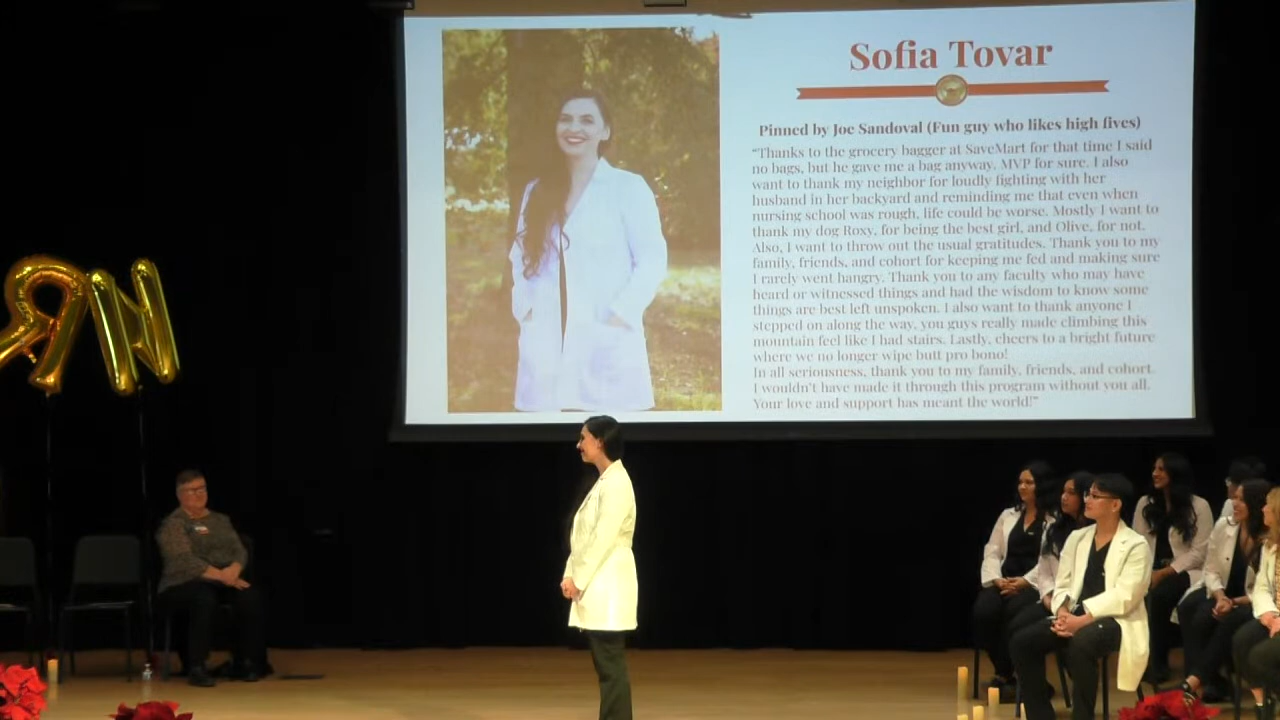 Sofia Tovar
Pinned by Joe Sandoval (Fun guy who likes high fives)
"Thanks to the grocery bagger at SaveMart for that time I said
no bags, but he gave me a bag anyway. MVP for sure. I also
want to thank my neighbor for loudly fighting with her
husband in her backyard and reminding me that even when
nursing school was rough, life could be worse. Mostly I want to
thank my dog Roxy, for being the best girl, and Olive, for not.
Also, I want to throw out the usual gratitudes. Thank you to my
family, friends, and cohort for keeping me fed and making sure
I rarely went hangry. Thank you to any faculty who may have
heard or witnessed things and had the wisdom to know some
things are best left unspoken. I also want to thank anyone I
stepped on along the way, you guys really made climbing this
mountain feel like I had stairs. Lastly, cheers to a bright future
where we no longer wipe butt pro bono!
In all seriousness, thank you to my family, friends, and cohort.
I wouldn't have made it through this program without you all.
Your love and support has meant the world!"
RN